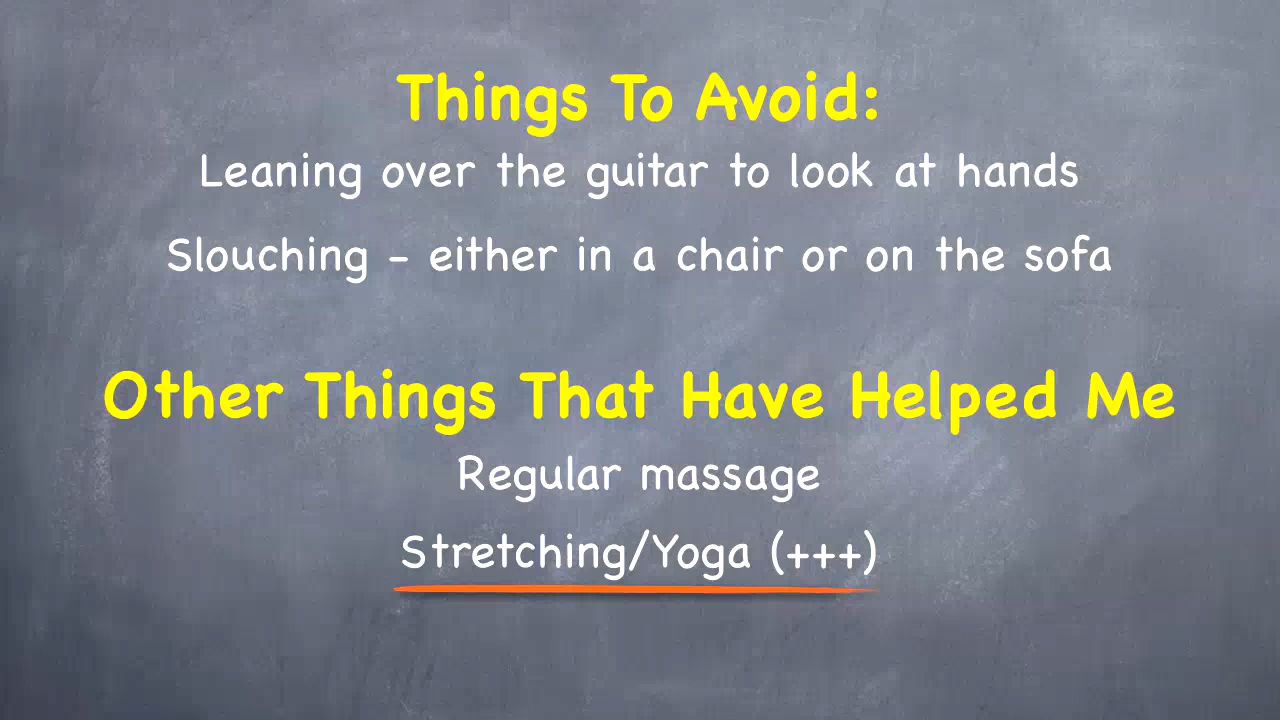 Things To Avoid:
Leaning over the guitar to look at hands
Slouching - either in a chair or on the sofa
Other Things That Have Helped Me
Regular massage
Stretching/Yoga (+++)